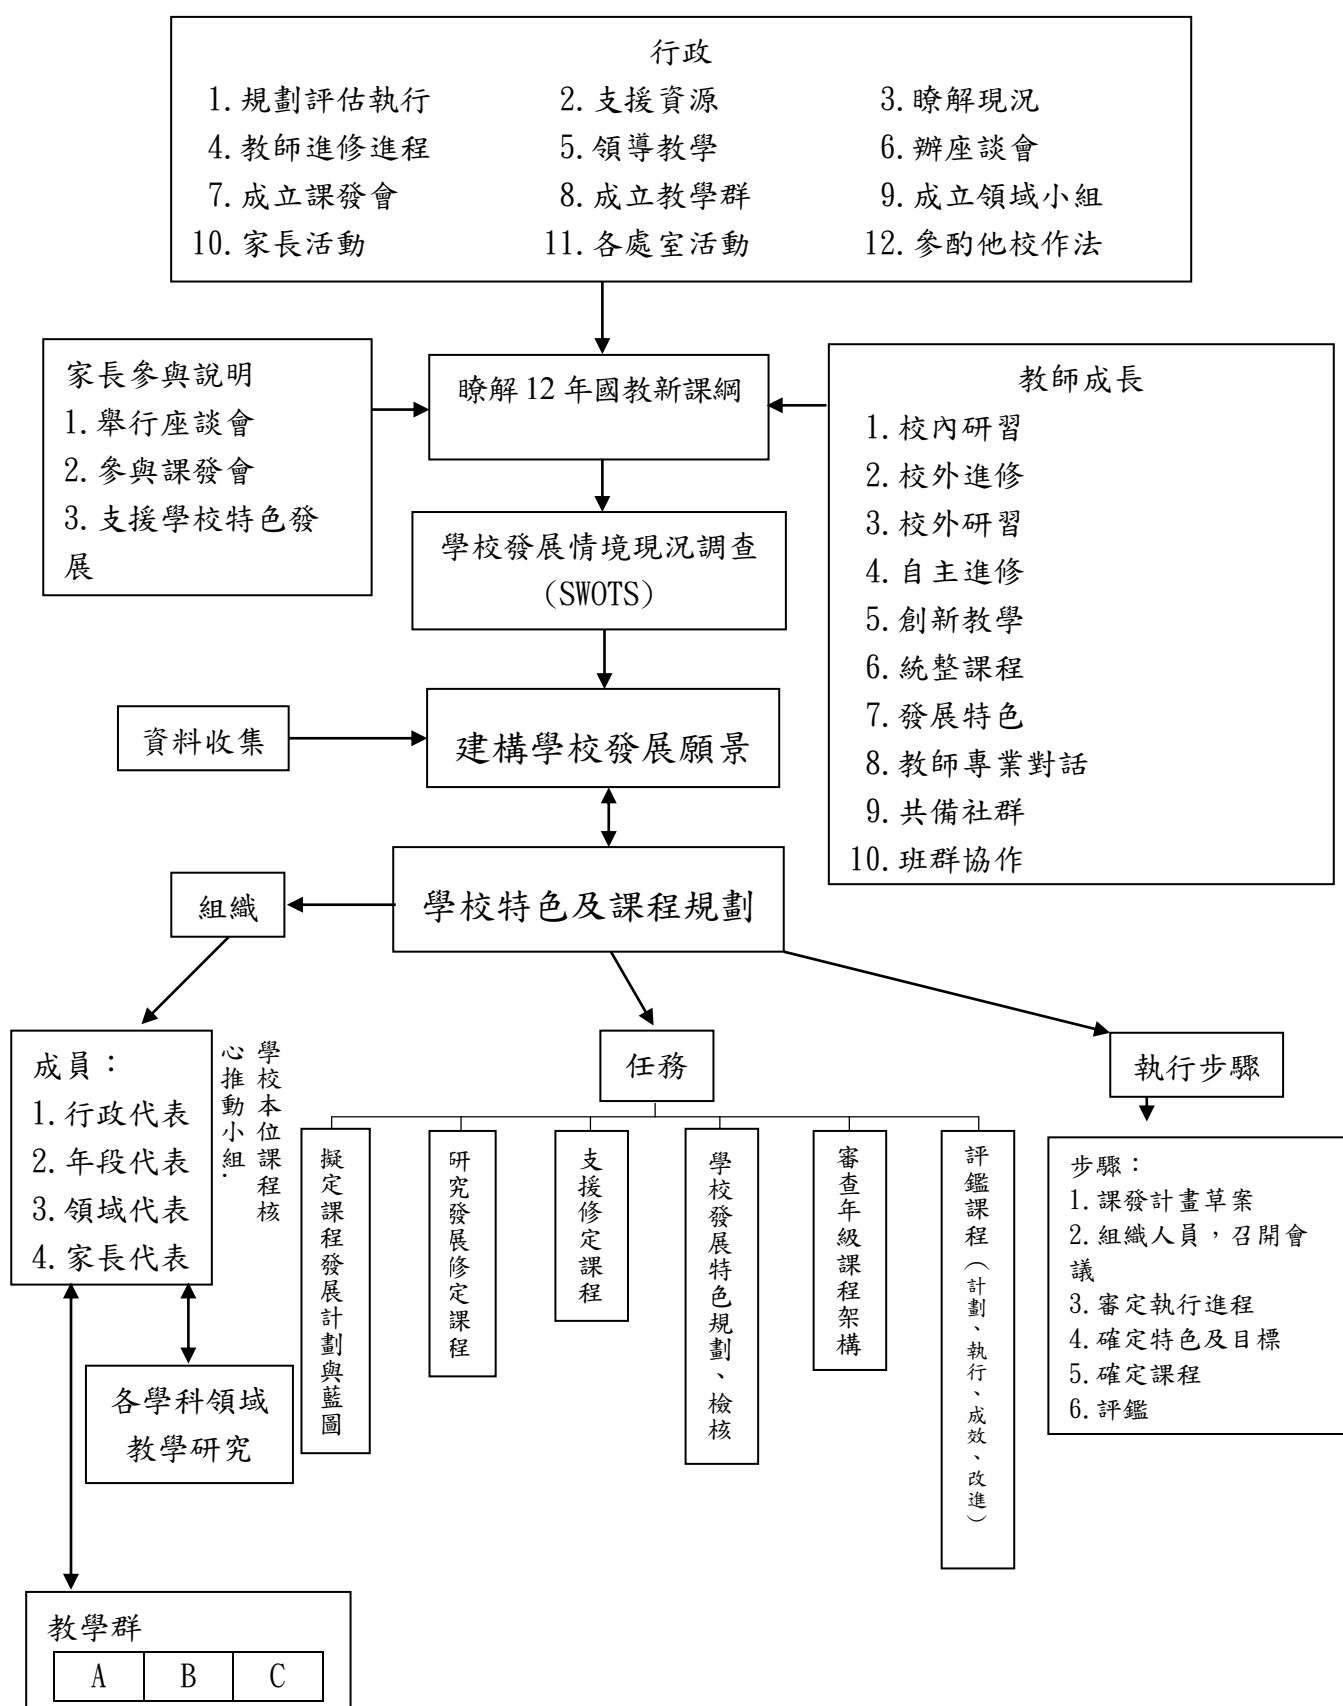 行政
1.規劃評估執行 2.支援資源 3.瞭解現況
4.教師進修進程 5.領導教學 6.辦座談會
7.成立課發會 8.成立教學群 9.成立領域小組
10.家長活動 11.各處室活動 12.參酌他校作法
家長參與說明
1.舉行座談會
2.參與課發會
3.支援學校特色發
展
瞭解12年國教新課綱
教師成長
1.校內研習
2.校外進修
3.校外研習
4.自主進修
5.創新教學
6.統整課程
7.發展特色
8.教師專業對話
9.共備社群
10.班群協作
學校發展情境現況調查
(SWOTS)
資料收集
建構學校發展願景
組織
學校特色及課程規劃
成員：
1.行政代表
2.年段代表
3.領域代表
4.家長代表
學校本位課程核
心推動小組.
任務
執行步驟
擬定課程發展計劃與藍圖
研究發展修定課程
支援修定課程
學校發展特色規劃、檢核
審查年級課程架構
評鑑課程（計劃、執行、成效、改進）
步驟：
1.課發計畫草案
2.組織人員，召開會
議
3.審定執行進程
4.確定特色及目標
5.確定課程
6.評鑑
各學科領域
教學研究
教學群
A B C